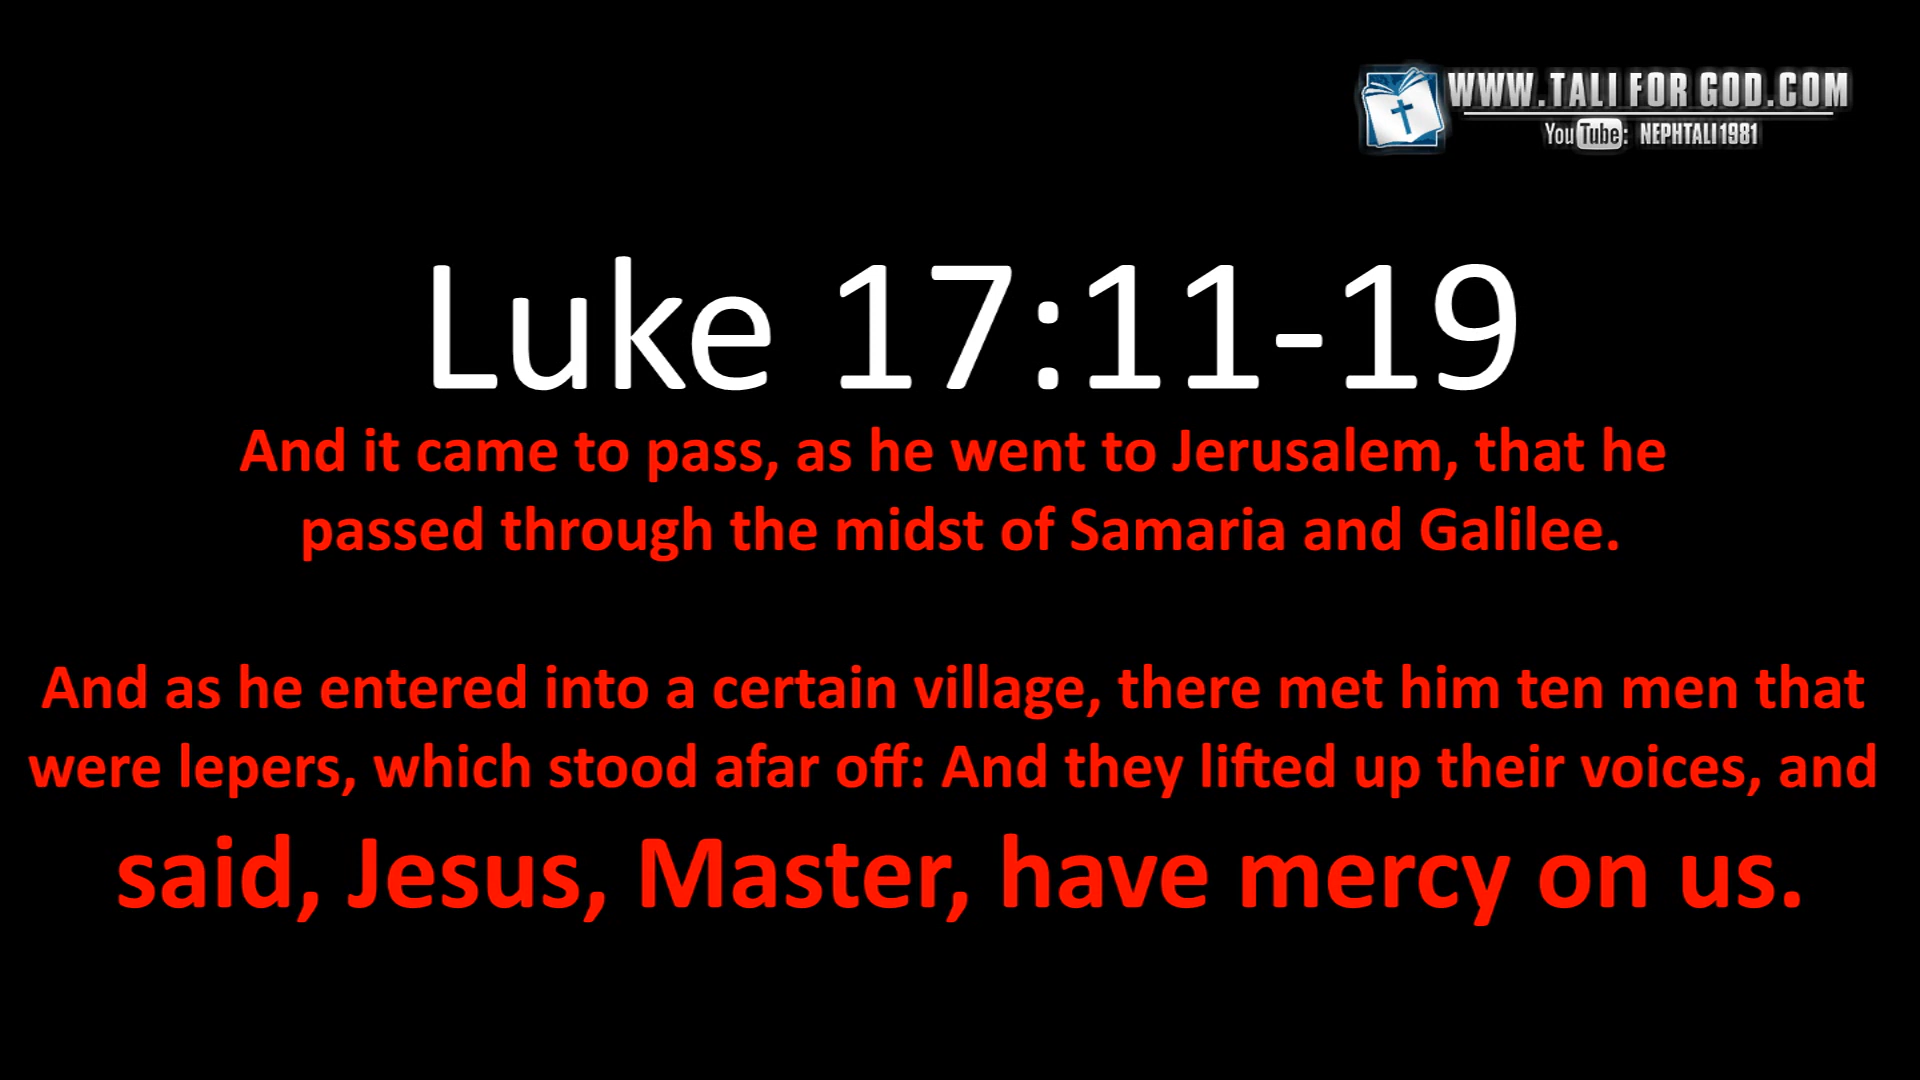 WWW.TALI FOR GOD.COM
YouTube: NEPHTALI1981
Luke 17:11-19
And it came to pass, as he went to Jerusalem, that he
passed through the midst of Samaria and Galilee.
And as he entered into a certain village, there met him ten men that
were lepers, which stood afar off: And they lifted up their voices, and
said, Jesus, Master, have mercy on us.